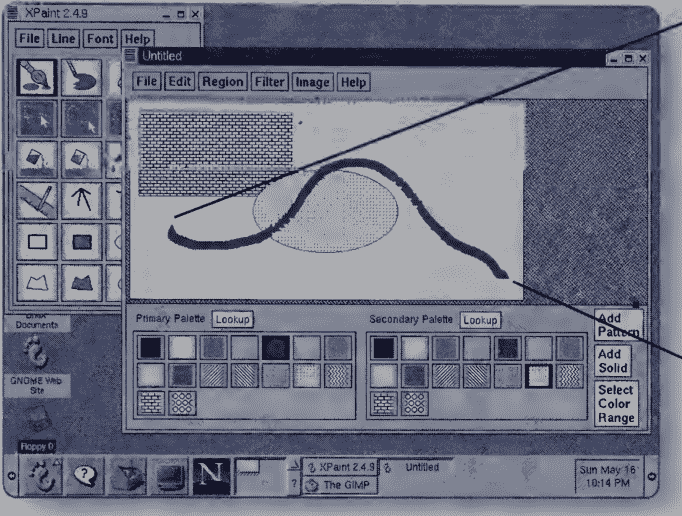 XPaint 2.4.9
File Line Font Help
Untitled
File Edit Region Filter Image Help
Primary Palette Lookup
Secondary Palette Lookup
Add
Pattern
Add
Solid
Select
Color
Range
Documents
GNOME Web
Site
Floppy 0
N
?
XPaint 2.4.9
Untitled
?
The GIMP
Sun May 16
10:14 PM